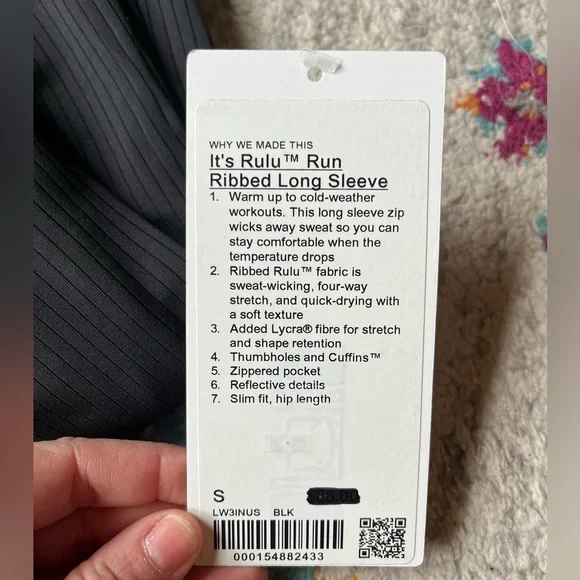 WHY WE MADE THIS
It's Rulu™ Run
Ribbed Long Sleeve
1. Warm up to cold-weather
workouts. This long sleeve zip
wicks away sweat so you can
stay comfortable when the
temperature drops
2. Ribbed Rulu™ fabric is
sweat-wicking, four-way
stretch, and quick-drying with
a soft texture
3. Added Lycra® fibre for stretch
and shape retention
4. Thumbholes and Cuffins™
5. Zippered pocket
6. Reflective details
7. Slim fit, hip length
S
LW3INUS BLK
000154882433